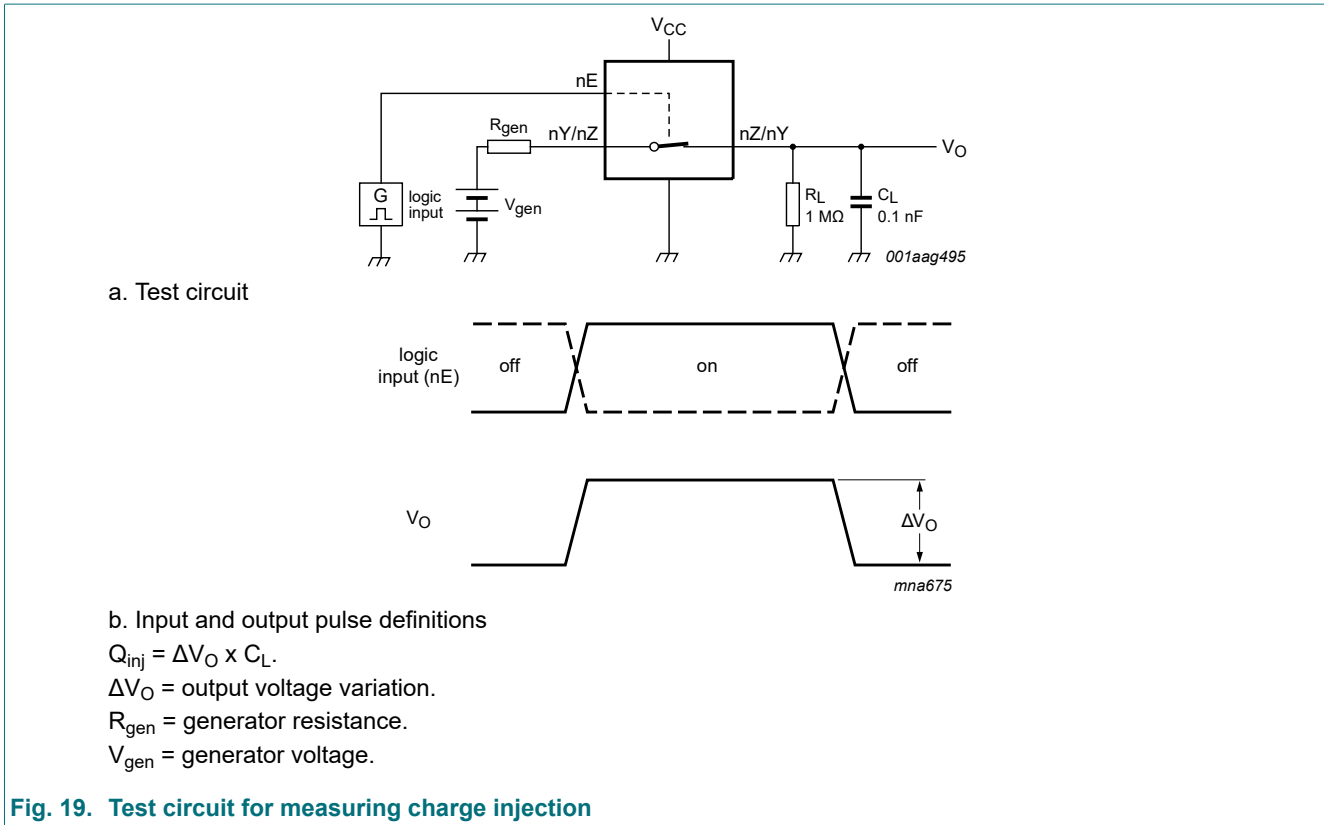 VCC
nE
Rgen
nY/nZ
nZ/nY
VO
G
logic
input
Vgen
RL
1 MΩ
CL
0.1 nF
001aag495
a. Test circuit
logic
input (nE)
off
on
off
VO
ΔVO
mna675
b. Input and output pulse definitions
Qinj = ΔVO x CL.
ΔVO = output voltage variation.
Rgen = generator resistance.
Vgen = generator voltage.
Fig. 19. Test circuit for measuring charge injection